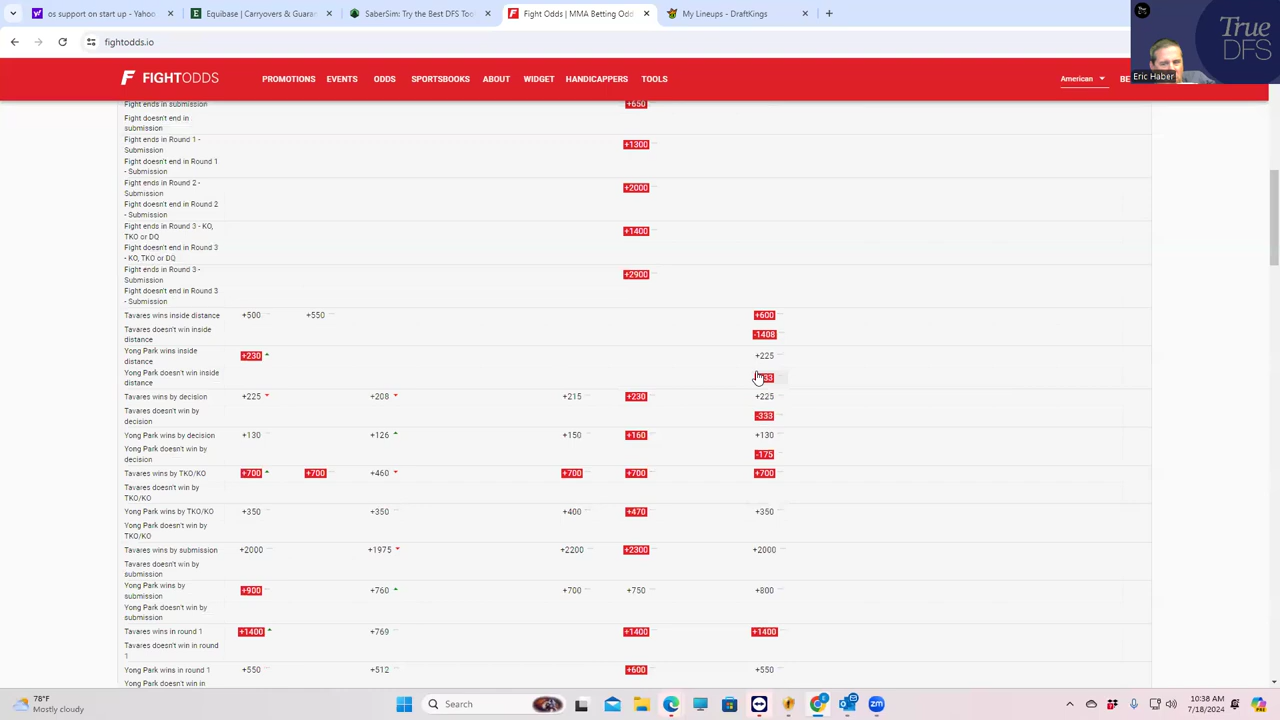 os support on start up - Yahoo
Equibase | Carryovers & Guaran
SaberSim: Try the Best DFS Too
Fight Odds | MMA Betting Odd
My Lineups - DraftKings
fightodds.io
True
DFS
Eric Haber
FIGHTODDS
PROMOTIONS EVENTS ODDS SPORTSBOOKS ABOUT WIDGET HANDICAPPERS TOOLS
American
BE
Fight ends in submission +650
Fight doesn't end in
submission
Fight ends in Round 1 - +1300
Submission
Fight doesn't end in Round 1
- Submission
Fight ends in Round 2 - +2000
Submission
Fight doesn't end in Round 2
- Submission
Fight ends in Round 3 - KO, +1400
TKO or DQ
Fight doesn't end in Round 3
- KO, TKO or DQ
Fight ends in Round 3 - +2900
Submission
Fight doesn't end in Round 3
- Submission
Tavares wins inside distance +500 +550 +600
Tavares doesn't win inside -1408
distance
Yong Park wins inside +230 +225
distance
Yong Park doesn't win inside
distance
Tavares wins by decision +225 +208 +215 +230 +225
Tavares doesn't win by -333
decision
Yong Park wins by decision +130 +126 +150 +160 +130
Yong Park doesn't win by -175
decision
Tavares wins by TKO/KO +700 +700 +460 +700 +700 +700
Tavares doesn't win by
TKO/KO
Yong Park wins by TKO/KO +350 +350 +400 +470 +350
Yong Park doesn't win by
TKO/KO
Tavares wins by submission +2000 +1975 +2200 +2300 +2000
Tavares doesn't win by
submission
Yong Park wins by +900 +760 +700 +750 +800
submission
Yong Park doesn't win by
submission
Tavares wins in round 1 +1400 +769 +1400 +1400
Tavares doesn't win in round
1
Yong Park wins in round 1 +550 +512 +600 +550
Yong Park doesn't win in
78°F
Mostly cloudy
Search
10:38 AM
7/18/2024